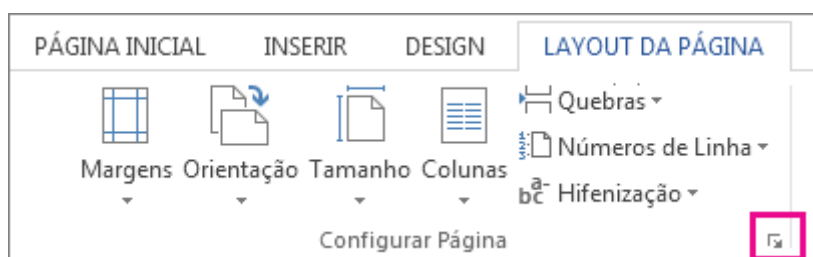 PÁGINA INICIAL INSERIR DESIGN LAYOUT DA PÁGINA
Margens Orientação Tamanho Colunas
Quebras
Números de Linha
Hifenização
Configurar Página